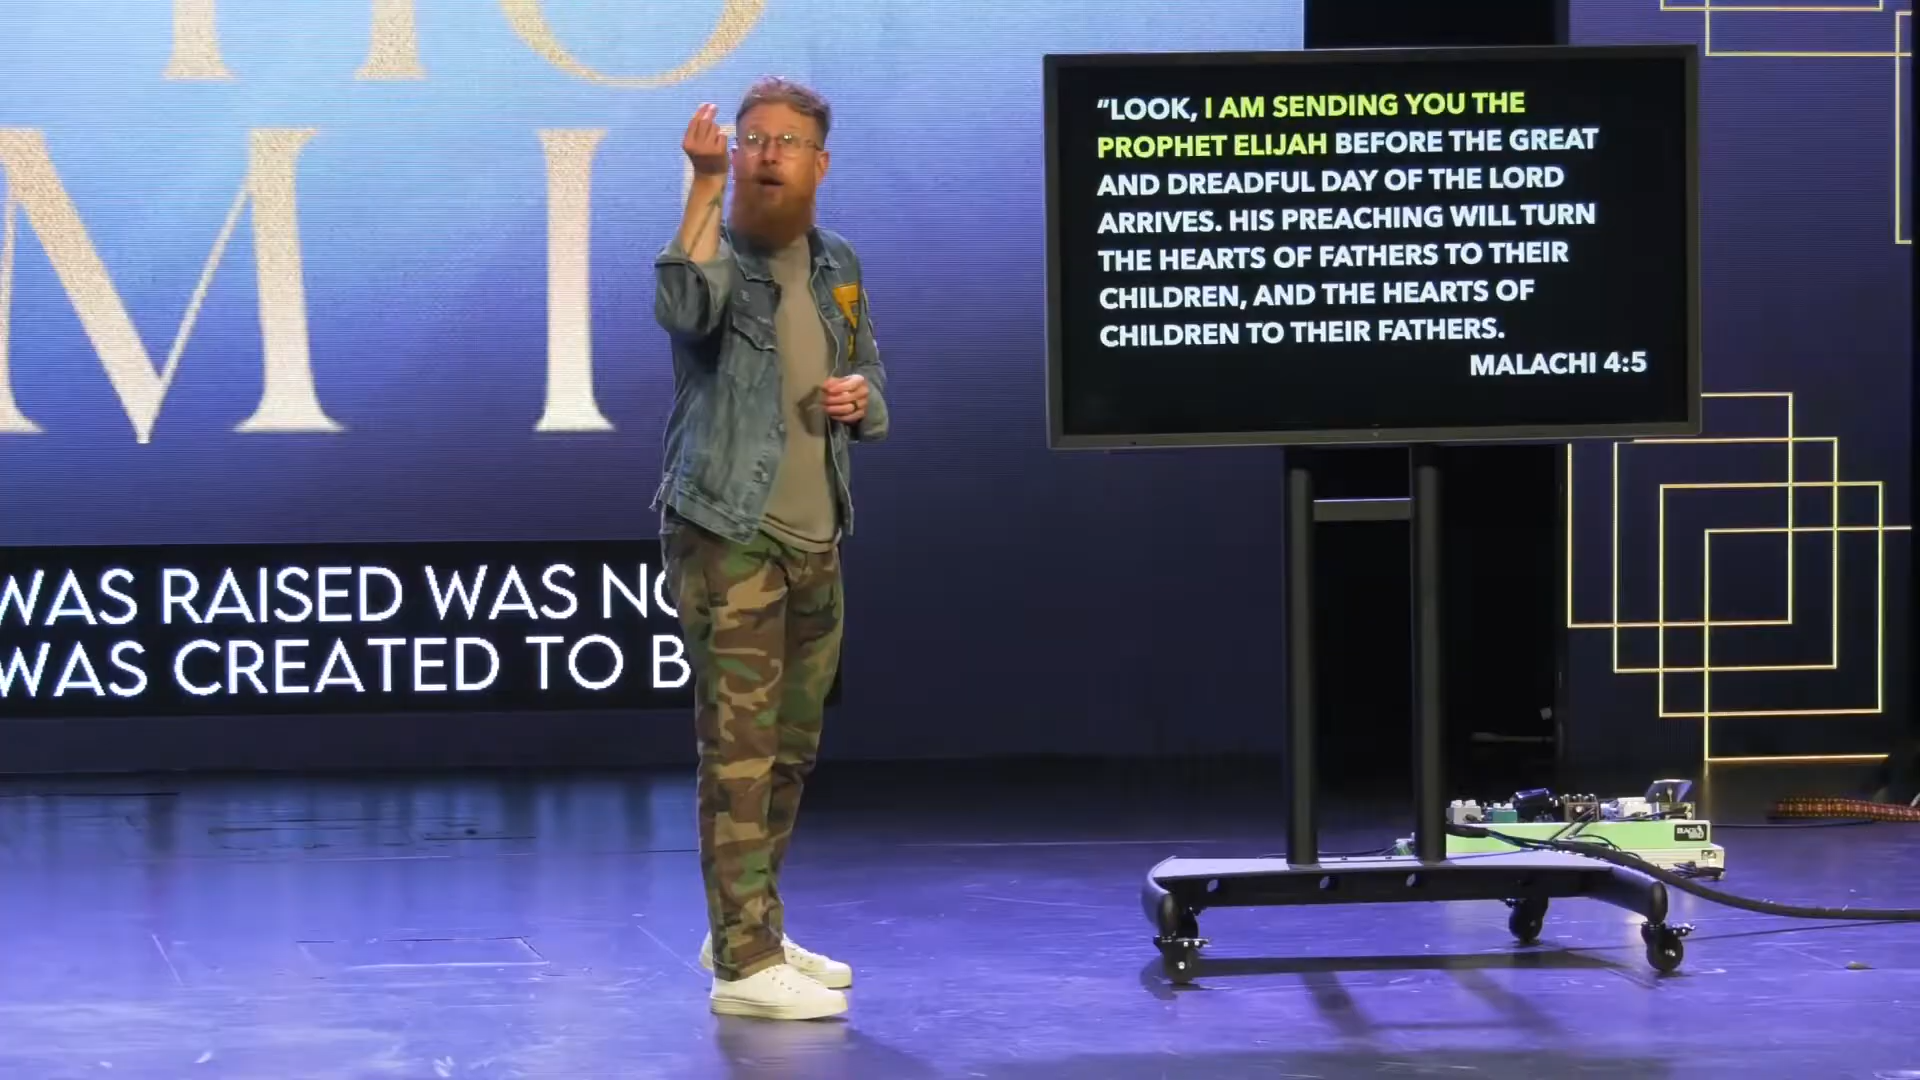 HO
MI
WAS RAISED WAS
WAS CREATED TO
“LOOK, I AM SENDING YOU THE
PROPHET ELIJAH BEFORE THE GREAT
AND DREADFUL DAY OF THE LORD
ARRIVES. HIS PREACHING WILL TURN
THE HEARTS OF FATHERS TO THEIR
CHILDREN, AND THE HEARTS OF
CHILDREN TO THEIR FATHERS.
MALACHI 4:5